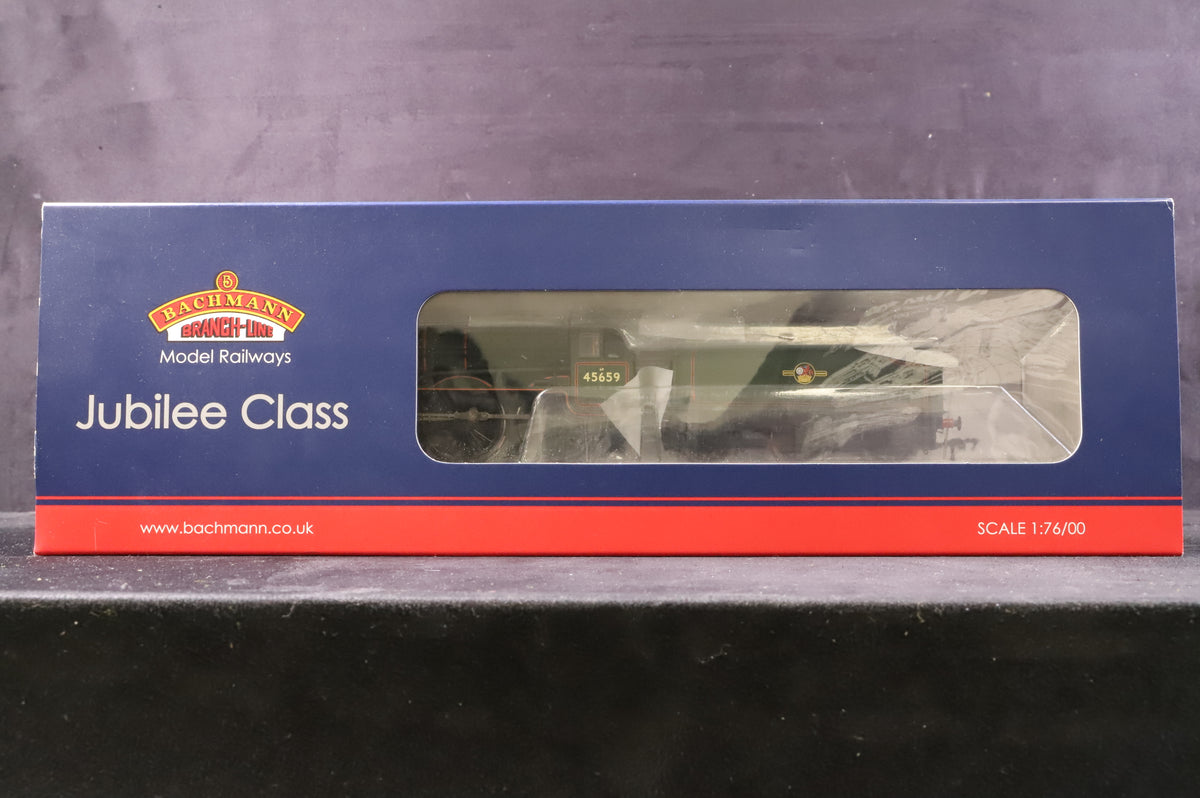 B
BACHMANN
BRANCH-LINE
Model Railways
Jubilee Class
45659
www.bachmann.co.uk
SCALE 1:76/00